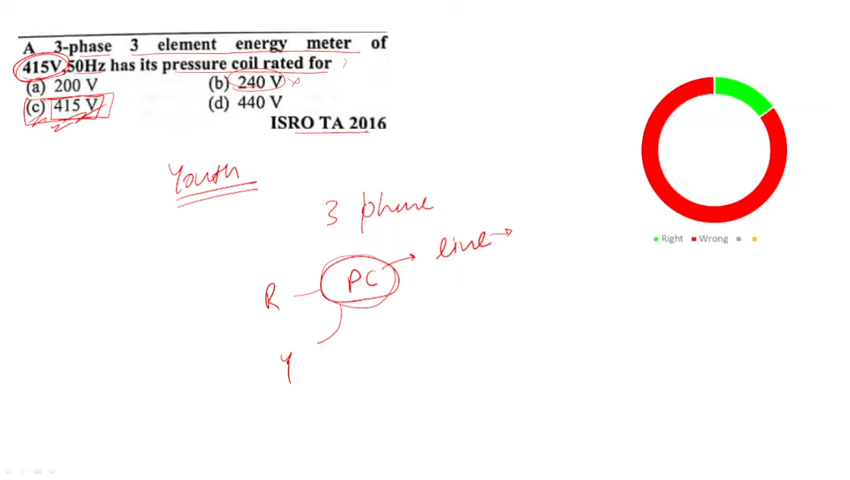 A 3-phase 3 element energy meter of
415V,50Hz has its pressure coil rated for ?
(a) 200 V (b) 240 V
(c) 415 V (d) 440 V
ISRO TA 2016
Youth
3 phase
line
PC
R
Y
Right Wrong